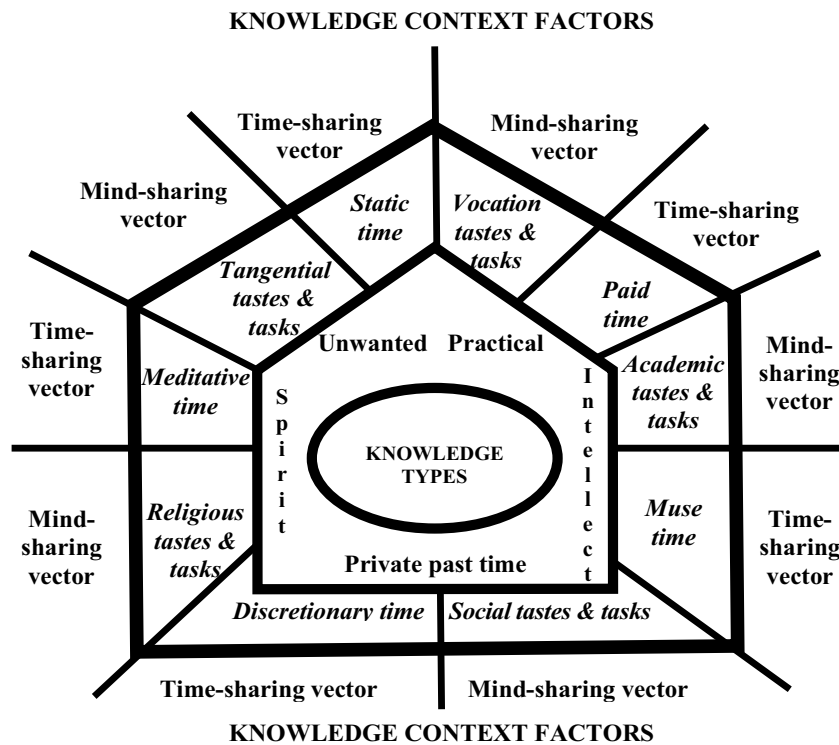 KNOWLEDGE CONTEXT FACTORS
Time-sharing
vector
Mind-sharing
vector
Mind-sharing
vector
Time-sharing
vector
Static
time
Vocation
tastes &
tasks
Tangential
tastes &
tasks
Paid
time
Time-
sharing
vector
Meditative
time
Unwanted
Practical
Academic
tastes &
tasks
Mind-
sharing
vector
Spirit
KNOWLEDGE
TYPES
Intellect
Mind-
sharing
vector
Religious
tastes &
tasks
Muse
time
Time-
sharing
vector
Private past time
Discretionary time
Social tastes & tasks
Time-sharing vector
Mind-sharing vector
KNOWLEDGE CONTEXT FACTORS